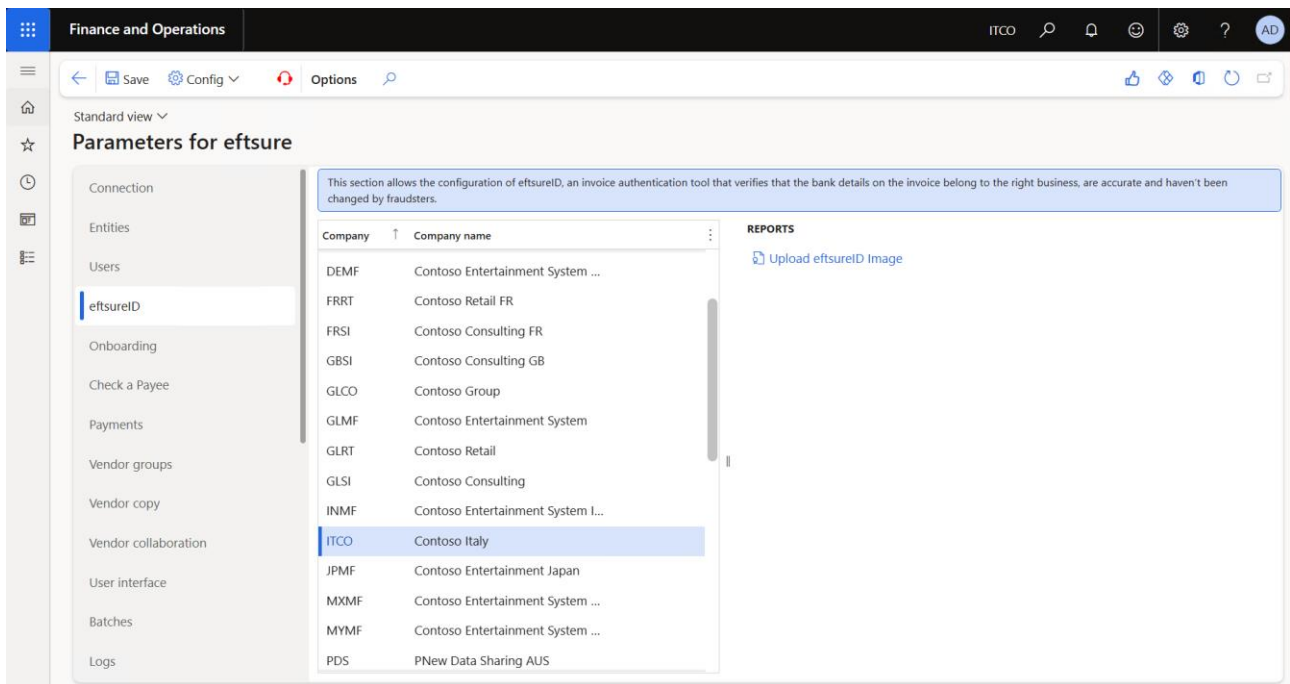 Finance and Operations
ITCO
?
AD
Save
Config
Options
Standard view
Parameters for eftsure
Connection
Entities
Users
eftsureID
Onboarding
Check a Payee
Payments
Vendor groups
Vendor copy
Vendor collaboration
User interface
Batches
Logs
This section allows the configuration of eftsureID, an invoice authentication tool that verifies that the bank details on the invoice belong to the right business, are accurate and haven't been
changed by fraudsters.
Company ↑ Company name
DEMF Contoso Entertainment System ...
FRRT Contoso Retail FR
FRSI Contoso Consulting FR
GBSI Contoso Consulting GB
GLCO Contoso Group
GLMF Contoso Entertainment System
GLRT Contoso Retail
GLSI Contoso Consulting
INMF Contoso Entertainment System I...
ITCO Contoso Italy
JPMF Contoso Entertainment Japan
MXMF Contoso Entertainment System ...
MYMF Contoso Entertainment System ...
PDS PNew Data Sharing AUS
REPORTS
Upload eftsureID Image